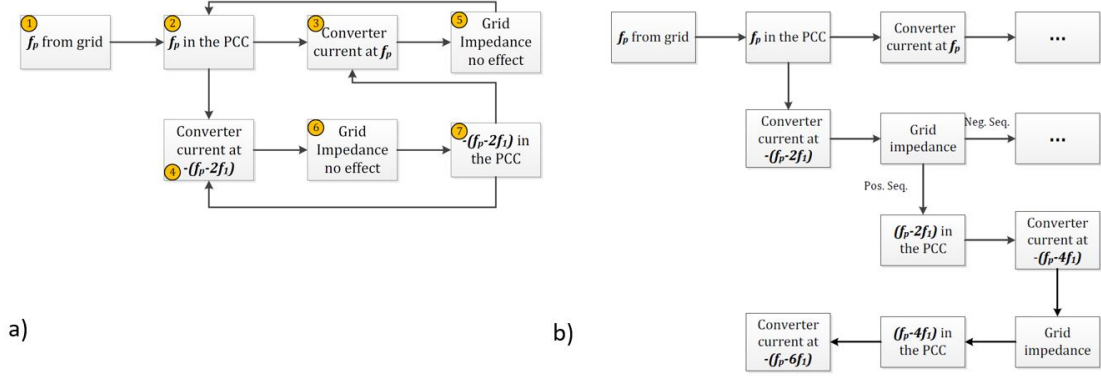 1
fp from grid
2
fp in the PCC
3
Converter
current at fp
5
Grid
Impedance
no effect
Converter
current at
4 -(fp-2f1)
6
Grid
Impedance
no effect
7
-(fp-2f1) in
the PCC
a)
fp from grid
fp in the PCC
Converter
current at fp
...
Converter
current at
-(fp-2f1)
Grid
impedance
Neg. Seq.
...
Pos. Seq.
(fp-2f1) in
the PCC
Converter
current at
-(fp-4f1)
Converter
current at
-(fp-6f1)
(fp-4f1) in
the PCC
Grid
impedance
b)